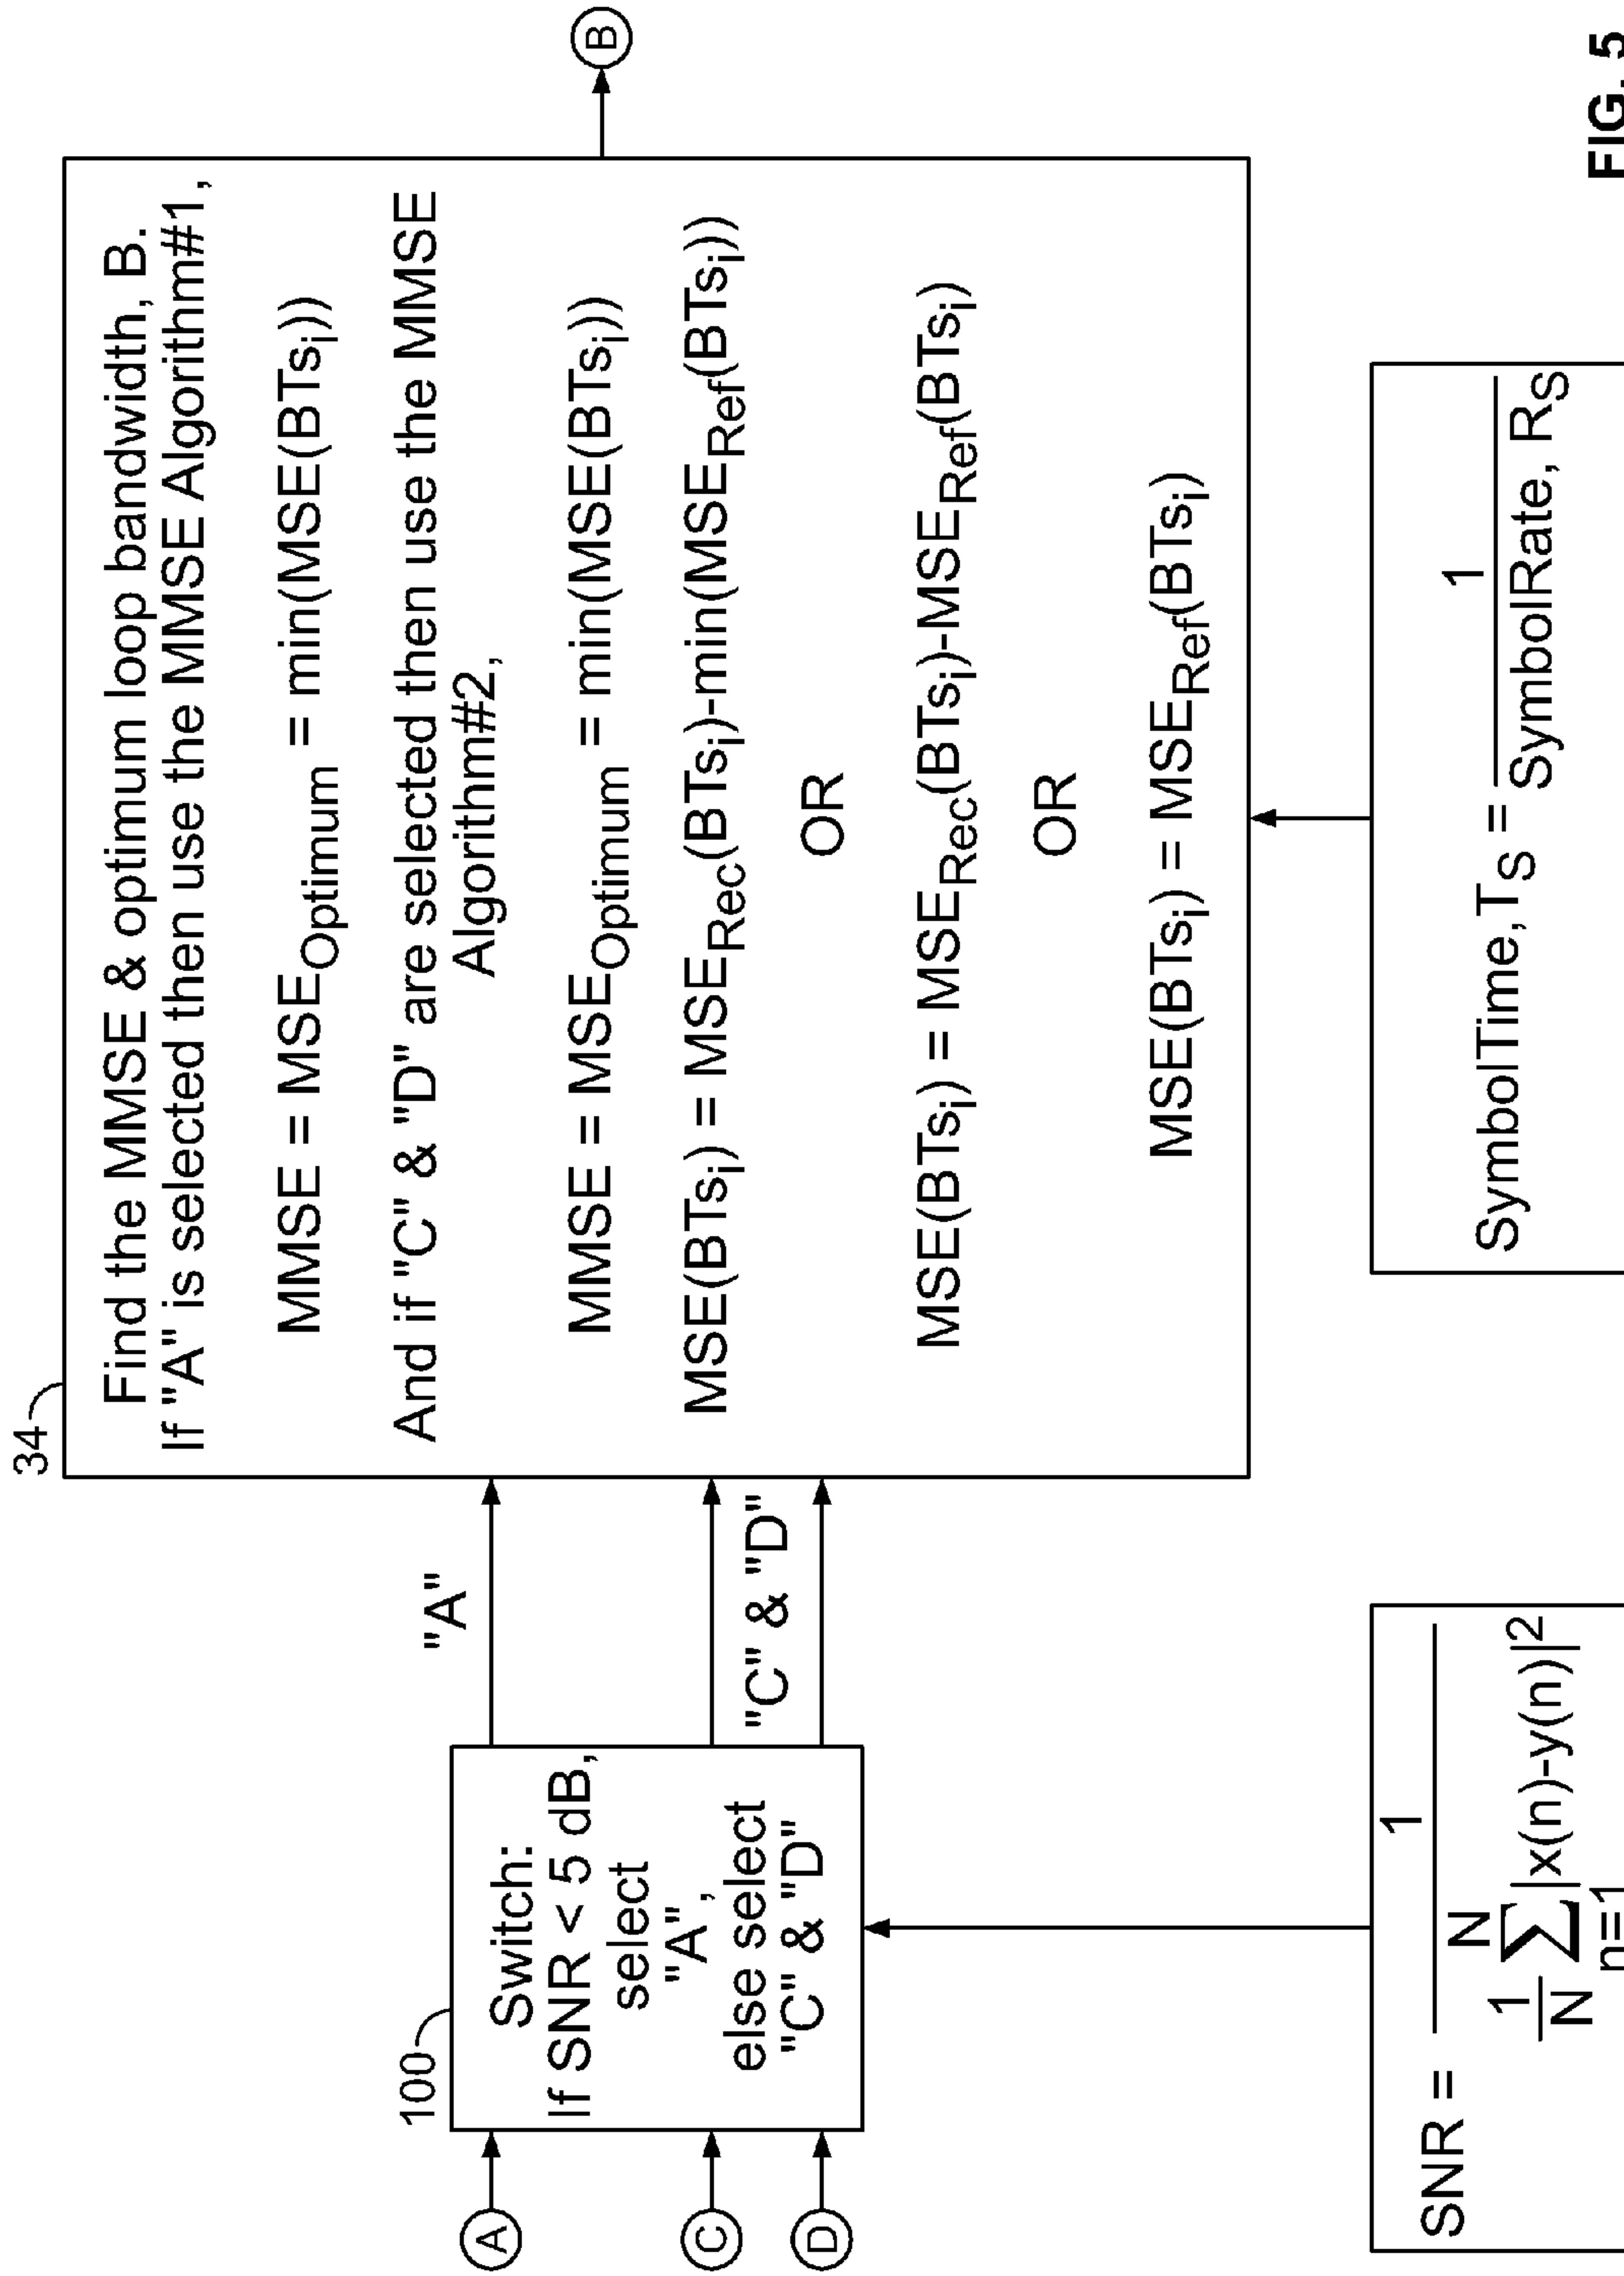 34
Find the MMSE & optimum loop bandwidth, B.
If "A" is selected then use the MMSE Algorithm#1,
MMSE = MSE_Optimum = min(MSE(BTs_i)))
And if "C" & "D" are selected then use the MMSE
Algorithm#2,
MMSE = MSE_Optimum = min(MSE(BTs_i)))
MSE(BTs_i) = MSE_Rec(BTs_i)-min(MSE_Ref(BTs_i)))
OR
MSE(BTs_i) = MSE_Rec(BTs_i)-MSE_Ref(BTs_i)
OR
MSE(BTs_i) = MSE_Ref(BTs_i)
B
100
Switch:
If SNR < 5 dB,
select
"A",
else select
"C" & "D"
A
C
D
"A"
"C" & "D"
1
SNR =
1 N
∑|x(n)-y(n)|²
N n=1
1
SymbolTime,T_S =
SymbolRate, R_S
FIG. 5